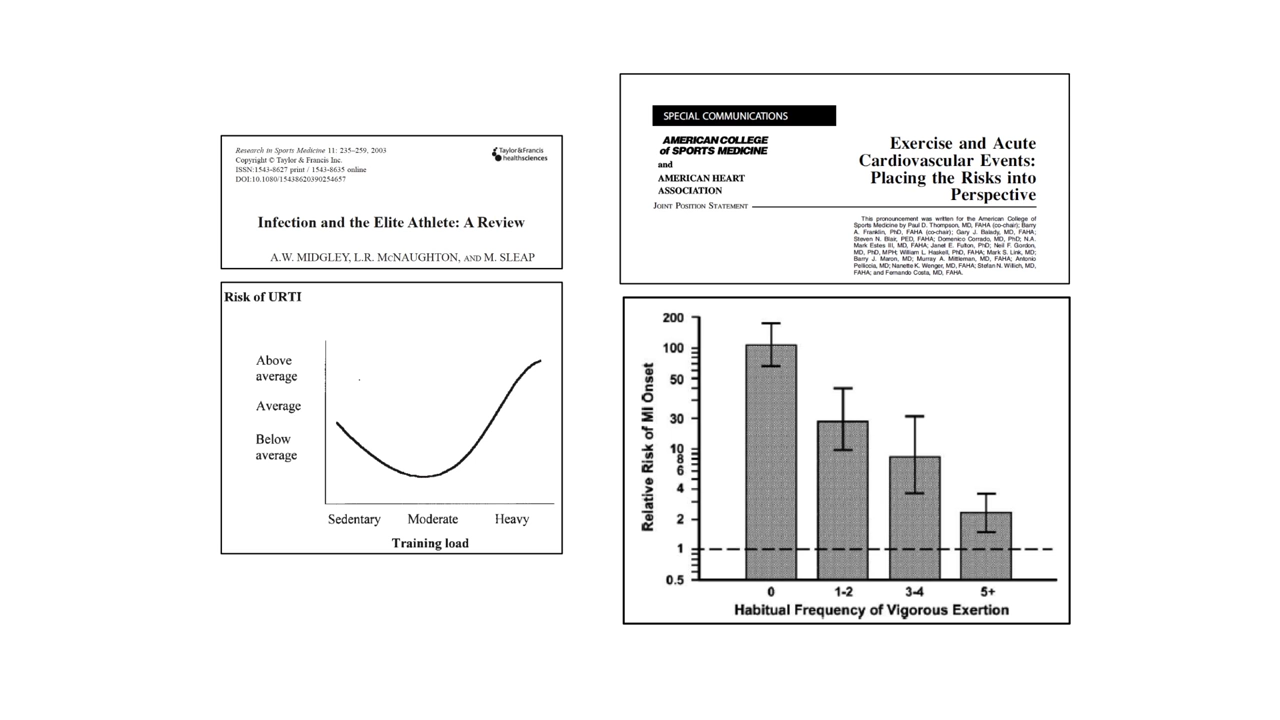 Research in Sports Medicine 11: 235–259, 2003
Copyright © Taylor & Francis Inc.
ISSN:1543-8627 print / 1543-8635 online
DOI:10.1080/15438620390254657
Taylor&Francis
healthsciences
Infection and the Elite Athlete: A Review
A.W. MIDGLEY, L.R. McNAUGHTON, AND M. SLEAP
Risk of URTI
Above
average
Average
Below
average
Sedentary Moderate Heavy
Training load
SPECIAL COMMUNICATIONS
AMERICAN COLLEGE
of SPORTS MEDICINE
and
AMERICAN HEART
ASSOCIATION
JOINT POSITION STATEMENT
Exercise and Acute
Cardiovascular Events:
Placing the Risks into
Perspective
This pronouncement was written for the American College of
Sports Medicine by Paul D. Thompson, MD, FAHA (co-chair); Barry
A. Franklin, PhD, FAHA (co-chair); Gary J. Balady, MD, FAHA;
Steven N. Blair, PED, FAHA; Domenico Corrado, MD, PhD; N.A.
Mark Estes III, MD, FAHA; Janet E. Fulton, PhD; Neil F. Gordon,
MD, PhD, MPH; William L. Haskell, PhD, FAHA; Mark S. Link, MD;
Barry J. Maron, MD; Murray A. Mittleman, MD, FAHA; Antonio
Pelliccia, MD; Nanette K. Wenger, MD, FAHA; Stefan N. Willich, MD,
FAHA; and Fernando Costa, MD, FAHA.
Relative Risk of MI Onset
200
100
50
30
10
8
6
4
2
1
0.5
0 1-2 3-4 5+
Habitual Frequency of Vigorous Exertion